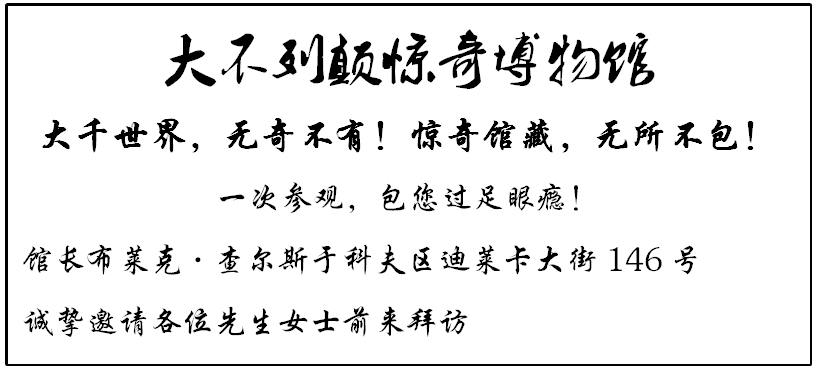 大不列颠惊奇博物馆
大千世界，无奇不有！惊奇馆藏，无所不包！
一次参观，包您过足眼瘾！
馆长布莱克·查尔斯于科夫区迪莱卡大街146号
诚挚邀请各位先生女士前来拜访